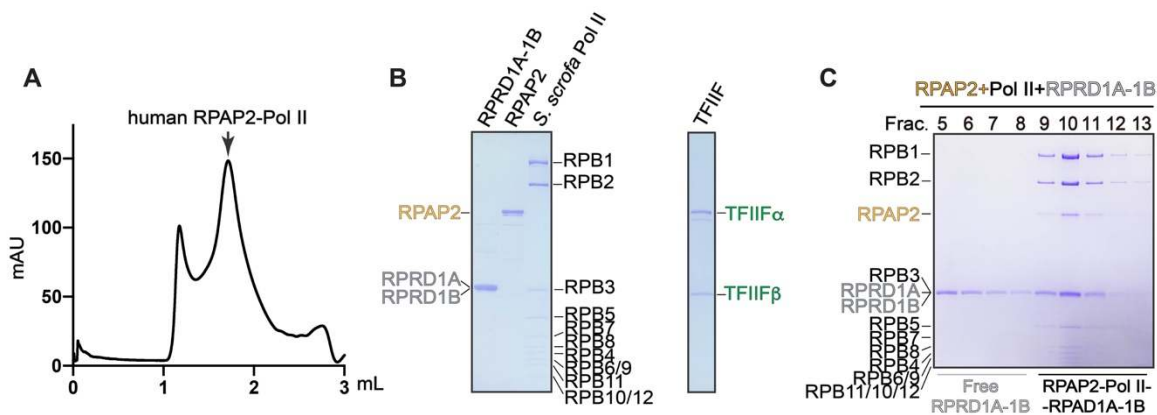 A
human RPAP2-Pol II
150
100
50
0
mAU
0
1
2
3
mL
B
RPRD1A-1B
RPAP2
S. scrofa Pol II
RPB1
RPB2
RPAP2
RPRD1A
RPRD1B
RPB3
RPB5
RPB7
RPB8
RPB4
RPB6/9
RPB11
RPB10/12
TFIIF
TFIIFα
TFIIFβ
C
RPAP2+Pol II+RPRD1A-1B
Frac. 5 6 7 8 9 10 11 12 13
RPB1
RPB2
RPAP2
RPB3
RPRD1A
RPRD1B
RPB5
RPB7
RPB8
RPB4
RPB6/9
RPB11/10/12
Free
RPRD1A-1B
RPAP2-Pol II-
-RPAD1A-1B